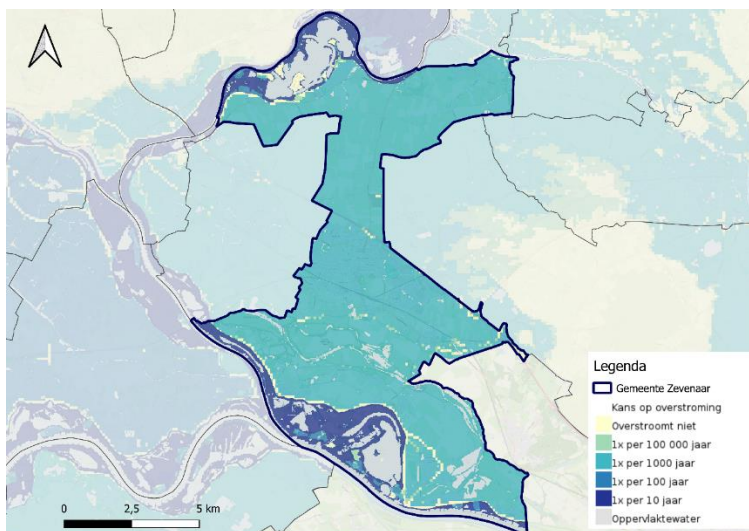 Legenda
Gemeente Zevenaar
Kans op overstroming
Overstroomt niet
1x per 100 000 jaar
1x per 1000 jaar
1x per 100 jaar
1x per 10 jaar
Oppervlaktewater
0 2,5 5 km